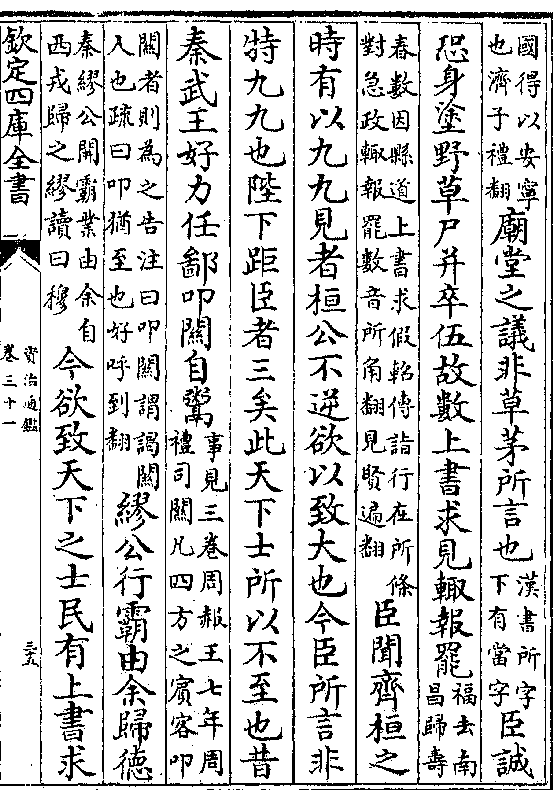 國得以安寧
也濟子禮翻
廟堂之議非草茅所言也
漢書所字
下有當字
臣誠
恐身塗野草尸并卒伍故數上書求見輙報罷
福去南
昌歸壽
春數因縣道上書求假軺傳詣行在所條
對急政輙報罷數音所角翻見賢遍翻
臣聞齊桓之
時有以九九見者桓公不逆欲以致大也今臣所言非
特九九也陛下距臣者三矣此天下士所以不至也昔
秦武王好力任鄙叩關自鬻
事見三卷周赧王七年周
禮司關凡四方之賓客叩
關者則為之告注曰叩關謂謁關
人也疏曰叩猶至也好呼到翻
繆公行霸由余歸德
秦繆公開霸業由余自
西戎歸之繆讀曰穆
今欲致天下之士民有上書求
欽定四庫全書
資治通鑑
卷三十一
三五